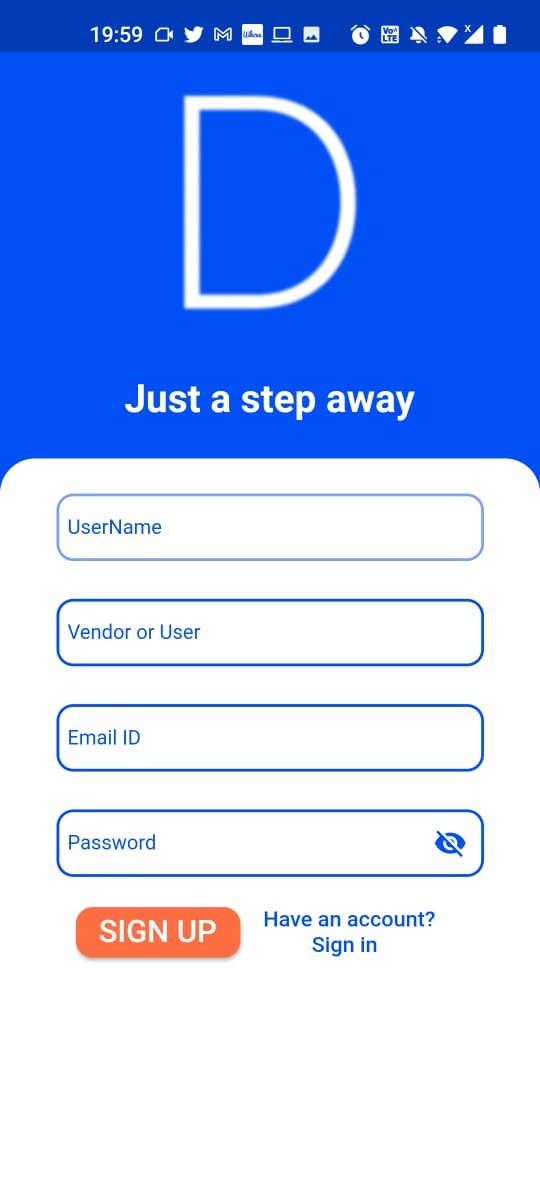 19:59
VoLTE
D
Just a step away
UserName
Vendor or User
Email ID
Password
SIGN UP
Have an account?
Sign in